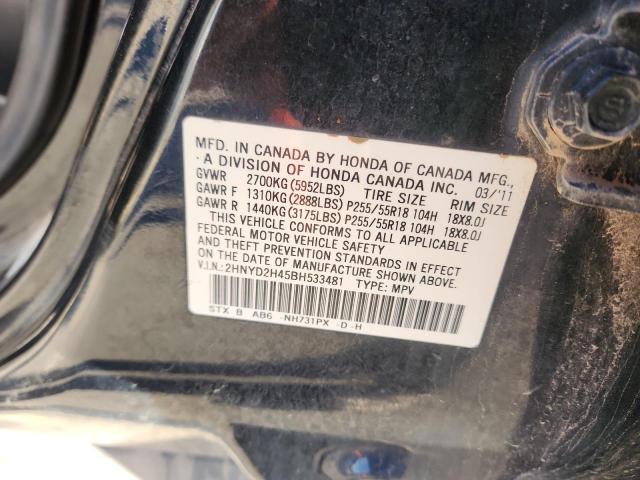 MFD. IN CANADA BY HONDA OF CANADA MFG.,
- A DIVISION OF HONDA CANADA INC. 03/'11
GVWR 2700KG(5952LBS) TIRE SIZE RIM SIZE
GAWR F 1310KG(2888LBS)P255/55R18 104H 18X8.0J
GAWR R 1440KG(3175LBS)P255/55R18 104H 18X8.0J
THIS VEHICLE CONFORMS TO ALL APPLICABLE
FEDERAL MOTOR VEHICLE SAFETY
AND THEFT PREVENTION STANDARDS IN EFFECT
ON THE DATE OF MANUFACTURE SHOWN ABOVE.
V.I.N.:2HNYD2H45BH533481 TYPE: MPV
STX B AB6 -NH731PX -D-H